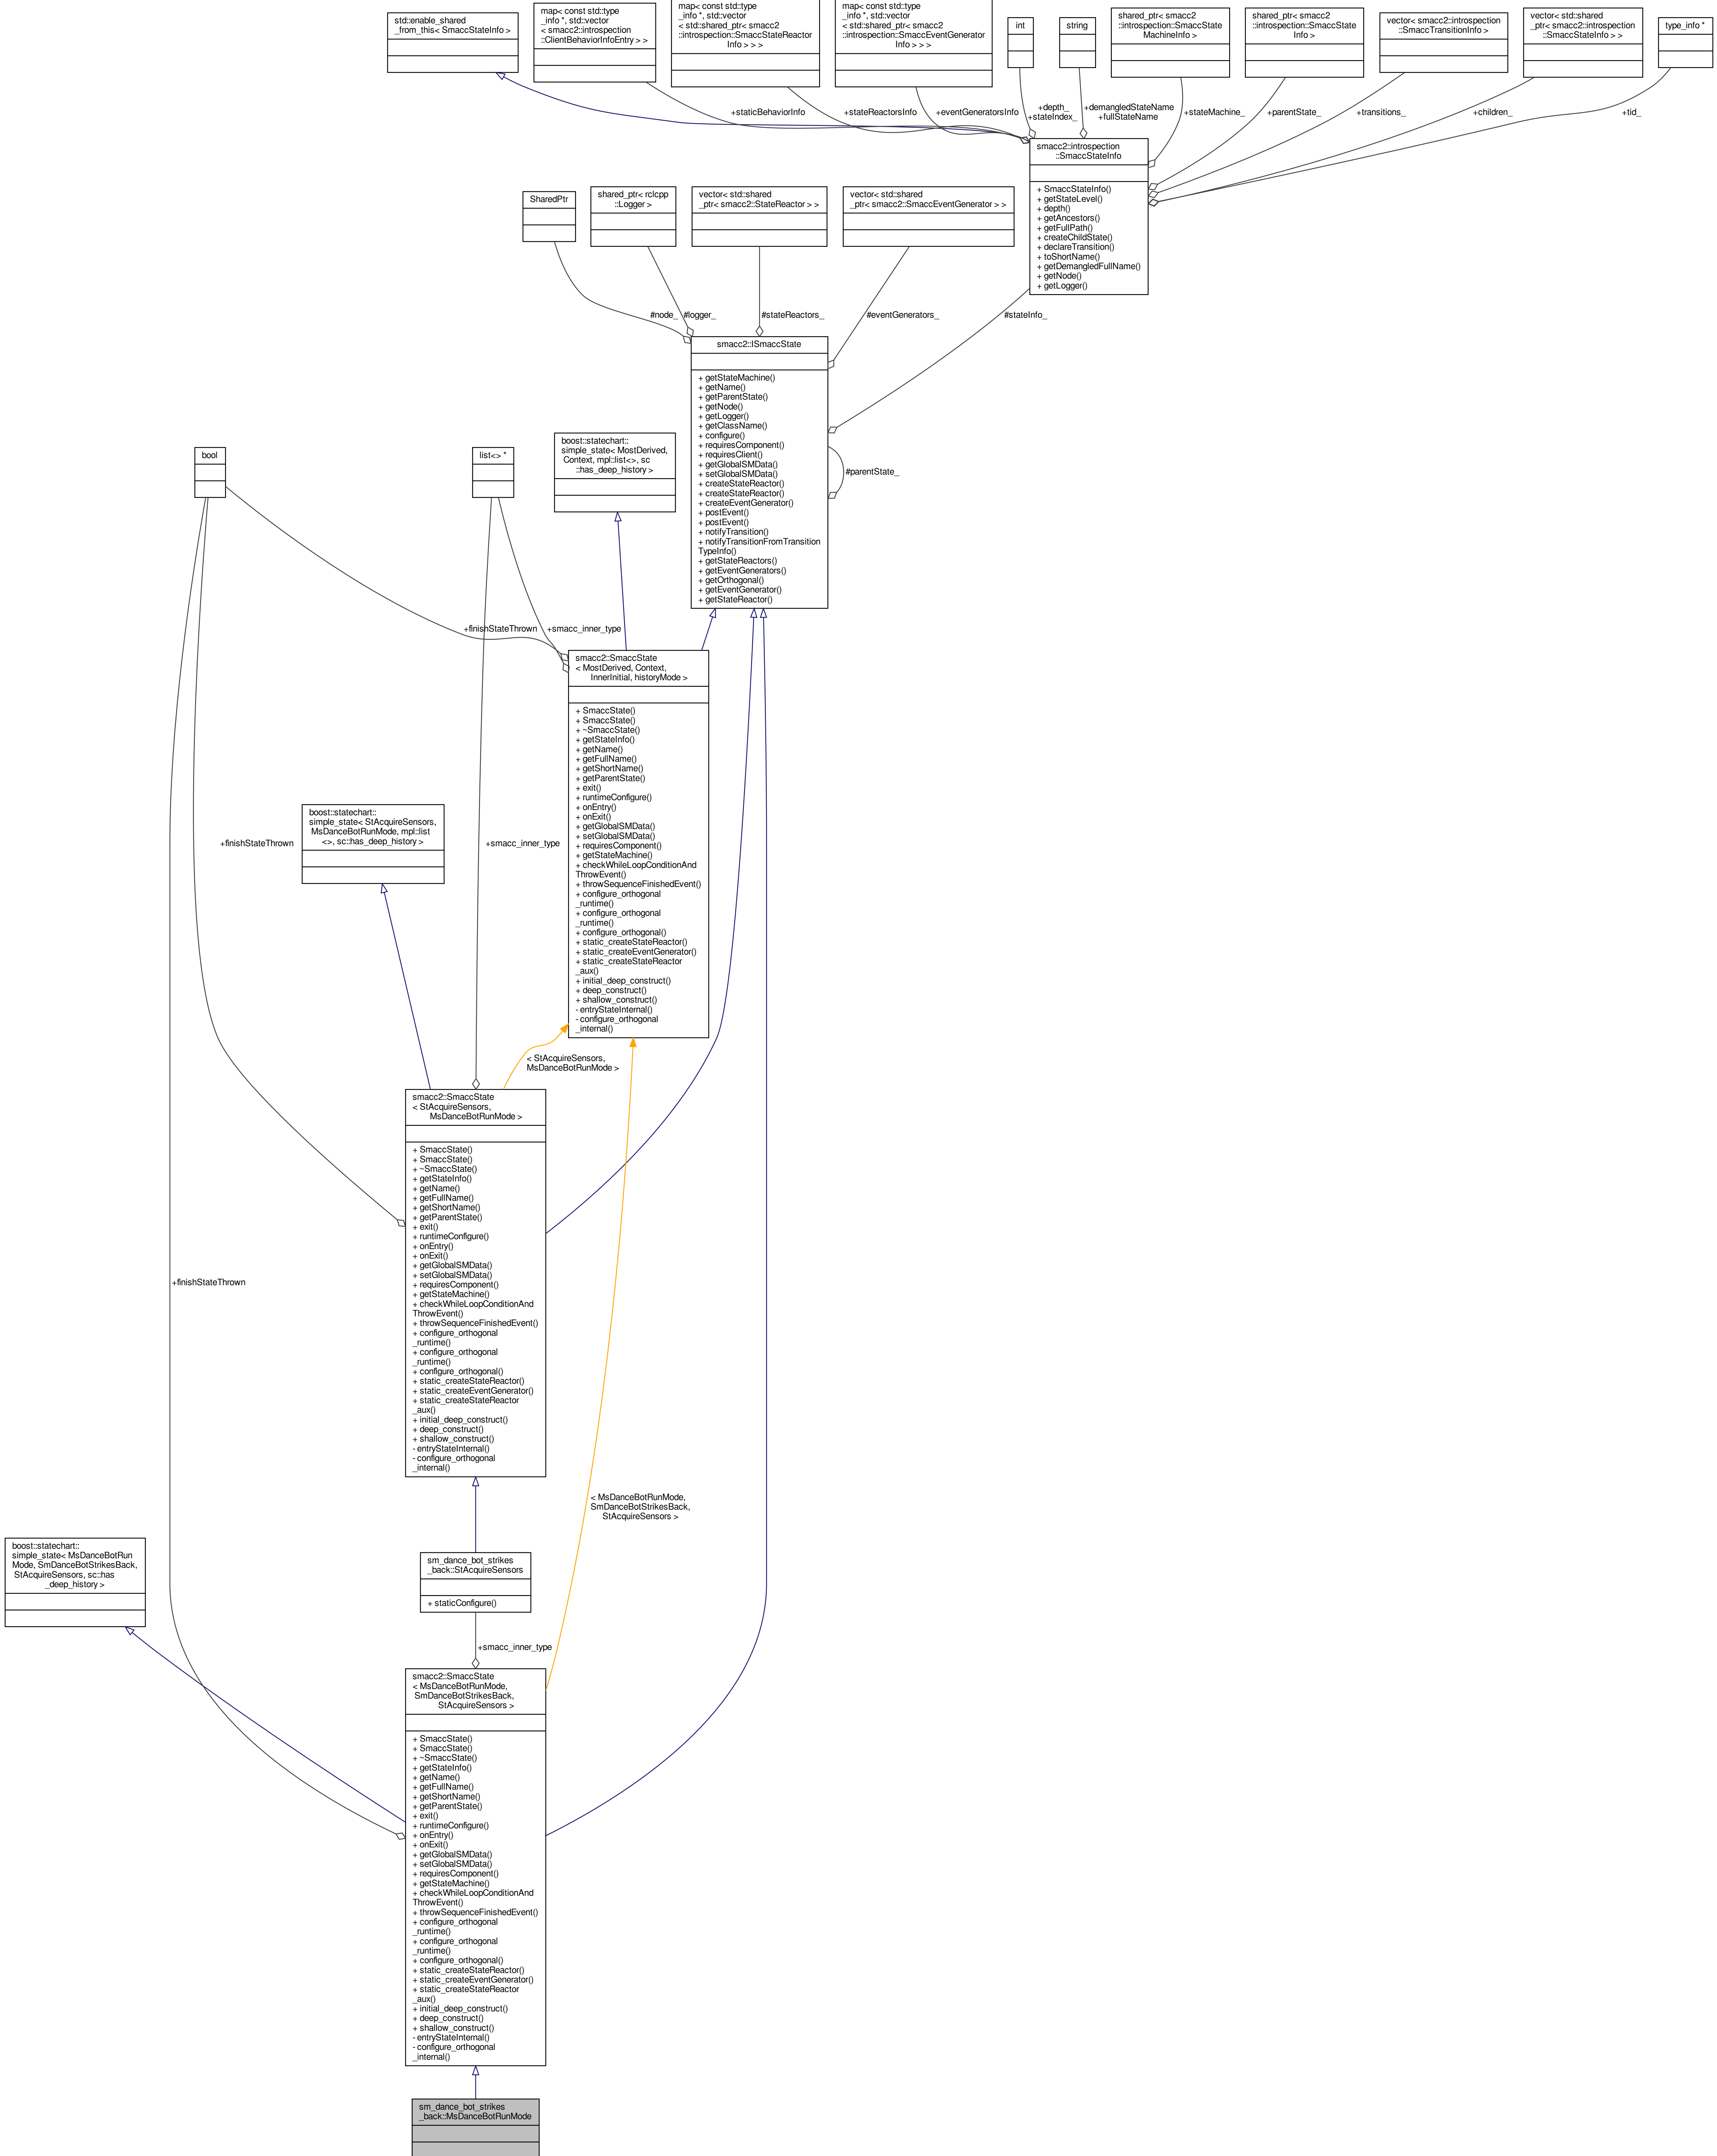 std::enable_shared
_from_this< SmaccStateInfo >
map< const std::type
_info *, std::vector
< smacc2::introspection
::ClientBehaviorInfoEntry > >
map< const std::type
_info *, std::vector
< std::shared_ptr< smacc2
::introspection::SmaccStateReactor
Info > > >
map< const std::type
_info *, std::vector
< std::shared_ptr< smacc2
::introspection::SmaccEventGenerator
Info > > >
int
string
shared_ptr< smacc2
::introspection::SmaccState
MachineInfo >
shared_ptr< smacc2
::introspection::SmaccState
Info >
vector< smacc2::introspection
::SmaccTransitionInfo >
vector< std::shared
_ptr< smacc2::introspection
::SmaccStateInfo > >
type_info *
+staticBehaviorInfo
+stateReactorsInfo
+eventGeneratorsInfo
+depth_
+stateIndex_
+demangledStateName
+fullStateName
+stateMachine_
+parentState_
+transitions_
+children_
+tid_
smacc2::introspection
::SmaccStateInfo
+ SmaccStateInfo()
+ getStateLevel()
+ depth()
+ getAncestors()
+ getFullPath()
+ createChildState()
+ declareTransition()
+ toShortName()
+ getDemangledFullName()
+ getNode()
+ getLogger()
SharedPtr
shared_ptr< rclcpp
::Logger >
vector< std::shared
_ptr< smacc2::StateReactor > >
vector< std::shared
_ptr< smacc2::SmaccEventGenerator > >
#node_
#logger_
#stateReactors_
#eventGenerators_
#stateInfo_
smacc2::ISmaccState
+ getStateMachine()
+ getName()
+ getParentState()
+ getNode()
+ getLogger()
+ getClassName()
+ configure()
+ requiresComponent()
+ requiresClient()
+ getGlobalSMData()
+ setGlobalSMData()
+ createStateReactor()
+ createStateReactor()
+ createEventGenerator()
+ postEvent()
+ postEvent()
+ notifyTransition()
+ notifyTransitionFromTransition
TypeInfo()
+ getStateReactors()
+ getEventGenerators()
+ getOrthogonal()
+ getEventGenerator()
+ getStateReactor()
#parentState_
bool
list<> *
boost::statechart::
simple_state< MostDerived,
Context, mpl::list<>, sc
::has_deep_history >
+finishStateThrown
+smacc_inner_type
smacc2::SmaccState
< MostDerived, Context,
InnerInitial, historyMode >
+ SmaccState()
+ SmaccState()
+ ~SmaccState()
+ getStateInfo()
+ getName()
+ getFullName()
+ getShortName()
+ getParentState()
+ exit()
+ runtimeConfigure()
+ onEntry()
+ onExit()
+ getGlobalSMData()
+ setGlobalSMData()
+ requiresComponent()
+ getStateMachine()
+ checkWhileLoopConditionAnd
ThrowEvent()
+ throwSequenceFinishedEvent()
+ configure_orthogonal
_runtime()
+ configure_orthogonal
_runtime()
+ configure_orthogonal()
+ static_createStateReactor()
+ static_createEventGenerator()
+ static_createStateReactor
_aux()
+ initial_deep_construct()
+ deep_construct()
+ shallow_construct()
- entryStateInternal()
- configure_orthogonal
_internal()
boost::statechart::
simple_state< StAcquireSensors,
MsDanceBotRunMode, mpl::list
<>, sc::has_deep_history >
+finishStateThrown
+smacc_inner_type
< StAcquireSensors,
MsDanceBotRunMode >
smacc2::SmaccState
< StAcquireSensors,
MsDanceBotRunMode >
+ SmaccState()
+ SmaccState()
+ ~SmaccState()
+ getStateInfo()
+ getName()
+ getFullName()
+ getShortName()
+ getParentState()
+ exit()
+ runtimeConfigure()
+ onEntry()
+ onExit()
+ getGlobalSMData()
+ setGlobalSMData()
+ requiresComponent()
+ getStateMachine()
+ checkWhileLoopConditionAnd
ThrowEvent()
+ throwSequenceFinishedEvent()
+ configure_orthogonal
_runtime()
+ configure_orthogonal
_runtime()
+ configure_orthogonal()
+ static_createStateReactor()
+ static_createEventGenerator()
+ static_createStateReactor
_aux()
+ initial_deep_construct()
+ deep_construct()
+ shallow_construct()
- entryStateInternal()
- configure_orthogonal
_internal()
+finishStateThrown
< MsDanceBotRunMode,
SmDanceBotStrikesBack,
StAcquireSensors >
boost::statechart::
simple_state< MsDanceBotRun
Mode, SmDanceBotStrikesBack,
StAcquireSensors, sc::has
_deep_history >
sm_dance_bot_strikes
_back::StAcquireSensors
+ staticConfigure()
+smacc_inner_type
smacc2::SmaccState
< MsDanceBotRunMode,
SmDanceBotStrikesBack,
StAcquireSensors >
+ SmaccState()
+ SmaccState()
+ ~SmaccState()
+ getStateInfo()
+ getName()
+ getFullName()
+ getShortName()
+ getParentState()
+ exit()
+ runtimeConfigure()
+ onEntry()
+ onExit()
+ getGlobalSMData()
+ setGlobalSMData()
+ requiresComponent()
+ getStateMachine()
+ checkWhileLoopConditionAnd
ThrowEvent()
+ throwSequenceFinishedEvent()
+ configure_orthogonal
_runtime()
+ configure_orthogonal
_runtime()
+ configure_orthogonal()
+ static_createStateReactor()
+ static_createEventGenerator()
+ static_createStateReactor
_aux()
+ initial_deep_construct()
+ deep_construct()
+ shallow_construct()
- entryStateInternal()
- configure_orthogonal
_internal()
sm_dance_bot_strikes
_back::MsDanceBotRunMode